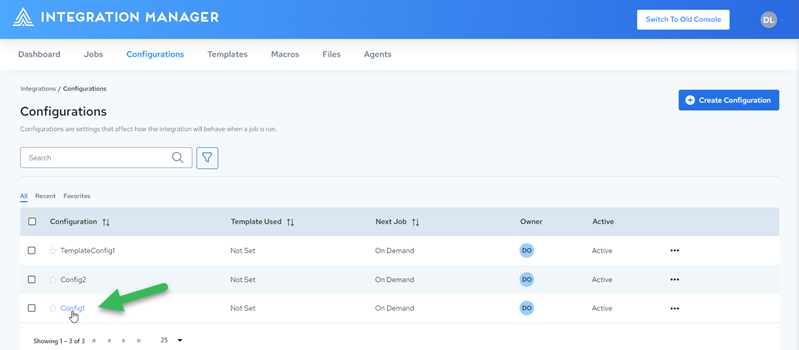 INTEGRATION MANAGER
Switch To Old Console
DL
Dashboard Jobs Configurations Templates Macros Files Agents
Integrations / Configurations
Configurations
Create Configuration
Configurations are settings that affect how the integration will behave when a job is run.
Search
All Recent Favorites
Configuration Template Used Next Job Owner Active
TemplateConfig1 Not Set On Demand DO Active
Config2 Not Set On Demand DO Active
Config1 Not Set On Demand DO Active
Showing 1 - 3 of 3 25